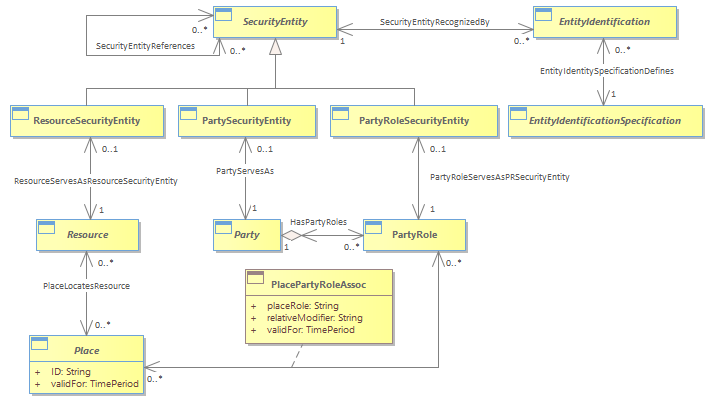 SecurityEntity
EntityIdentification
SecurityEntityRecognizedBy
0..*
0..*
1
0..*
0..*
SecurityEntityReferences
EntityIdentitySpecificationDefines
1
ResourceSecurityEntity
PartySecurityEntity
PartyRoleSecurityEntity
EntityIdentificationSpecification
0..1
0..1
0..1
ResourceServesAsResourceSecurityEntity
PartyServesAs
PartyRoleServesAsPRSecurityEntity
1
1
1
HasPartyRoles
Resource
Party
PartyRole
1
0..*
0..*
0..*
PlaceLocatesResource
PlacePartyRoleAssoc
+ placeRole: String
+ relativeModifier: String
+ validFor: TimePeriod
0..*
Place
+ ID: String
+ validFor: TimePeriod
0..*